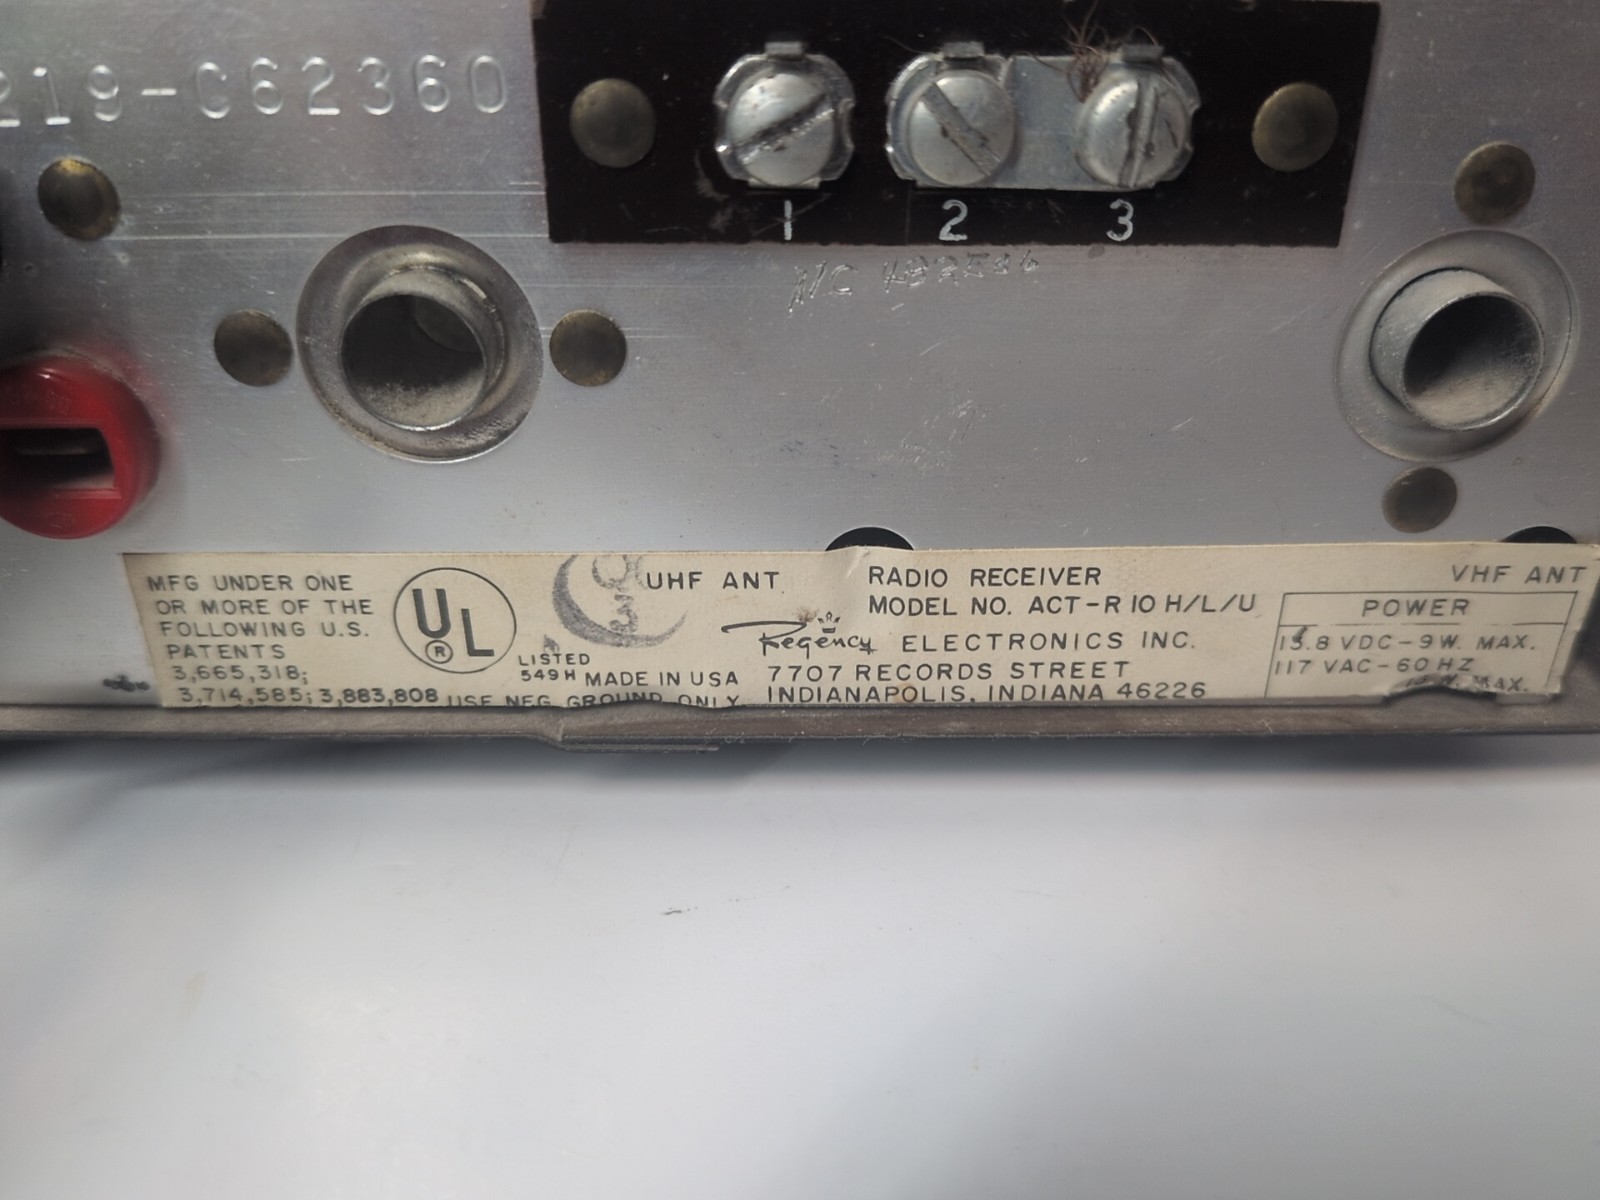 219-C62360
1 2 3
MFG UNDER ONE
OR MORE OF THE
FOLLOWING U.S.
PATENTS
3,665,318;
3,714,585; 3,883,808
UL
®
LISTED
549H
MADE IN USA
USE NEG. GROUND ONLY
UHF ANT
RADIO RECEIVER
MODEL NO. ACT-R10H/L/U
Regency ELECTRONICS INC.
7707 RECORDS STREET
INDIANAPOLIS, INDIANA 46226
VHF ANT
POWER
13.8 VDC-9W. MAX.
117 VAC-60HZ
W. MAX.